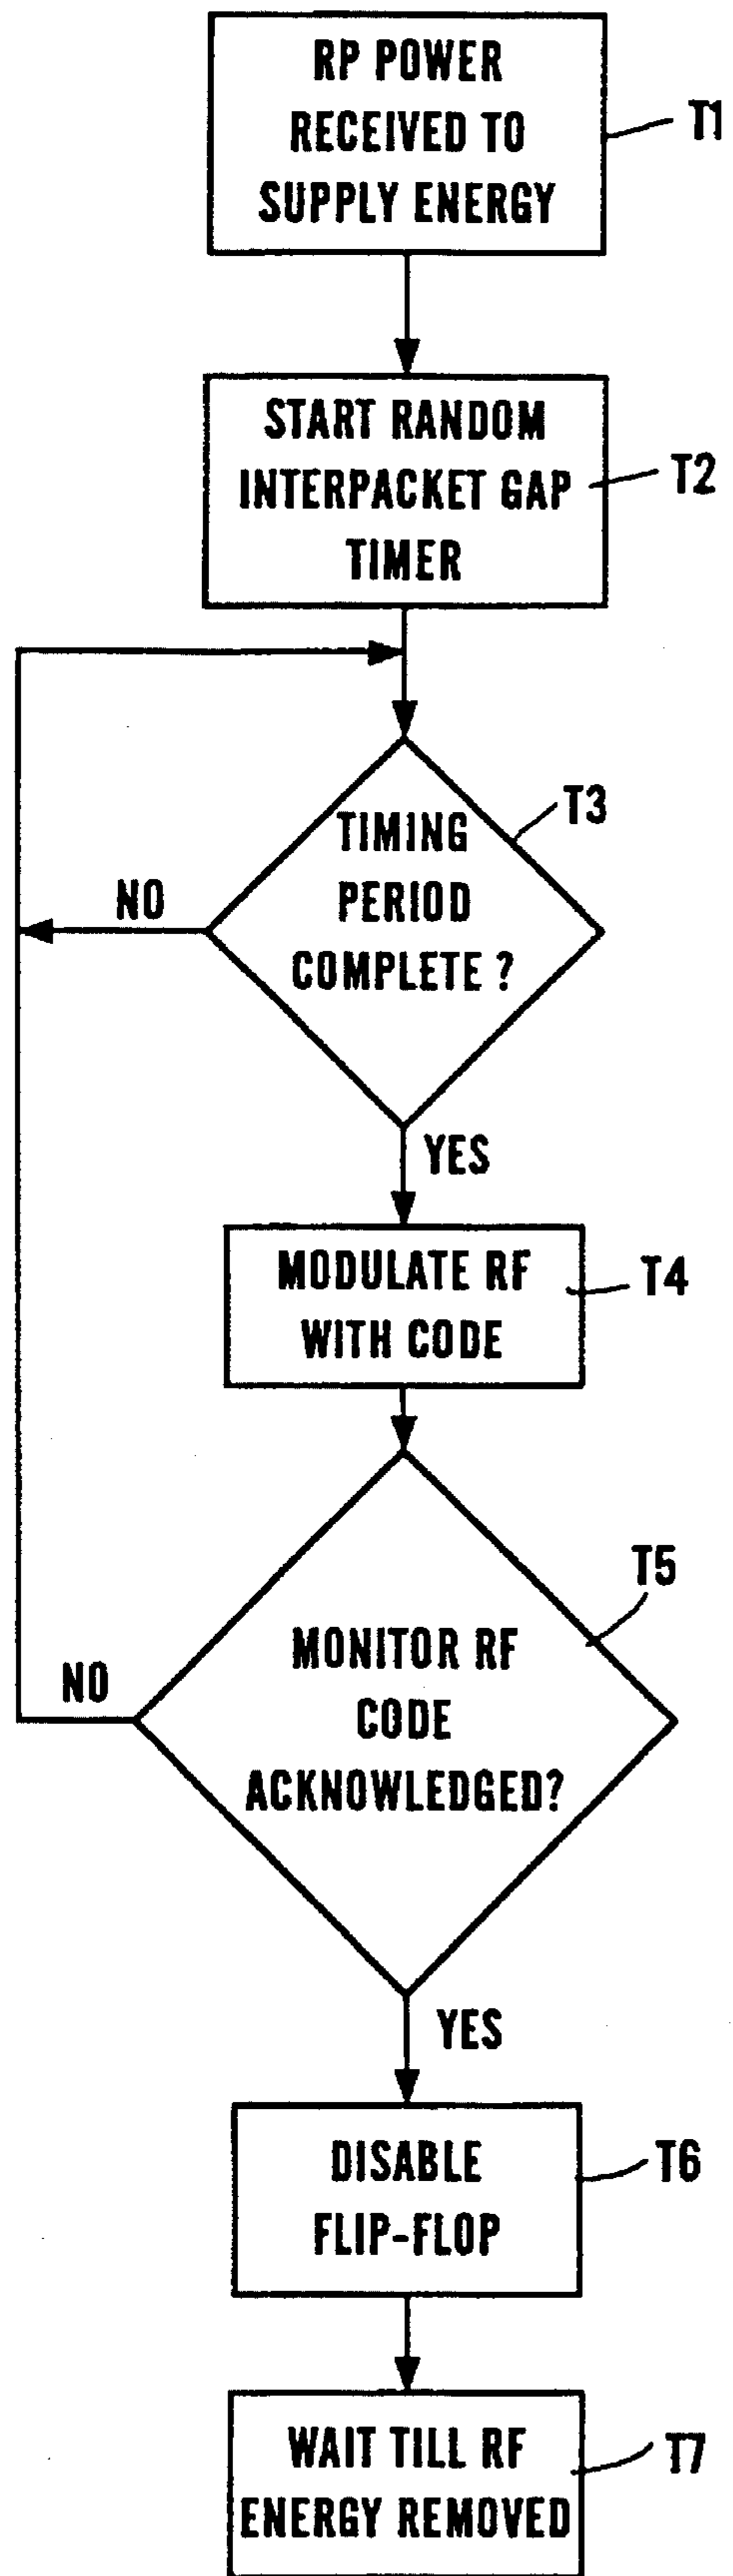 RP POWER
RECEIVED TO
SUPPLY ENERGY
T1
START RANDOM
INTERPACKET GAP
TIMER
T2
TIMING
PERIOD
COMPLETE ?
T3
NO
YES
MODULATE RF
WITH CODE
T4
MONITOR RF
CODE
ACKNOWLEDGED?
T5
NO
YES
DISABLE
FLIP-FLOP
T6
WAIT TILL RF
ENERGY REMOVED
T7